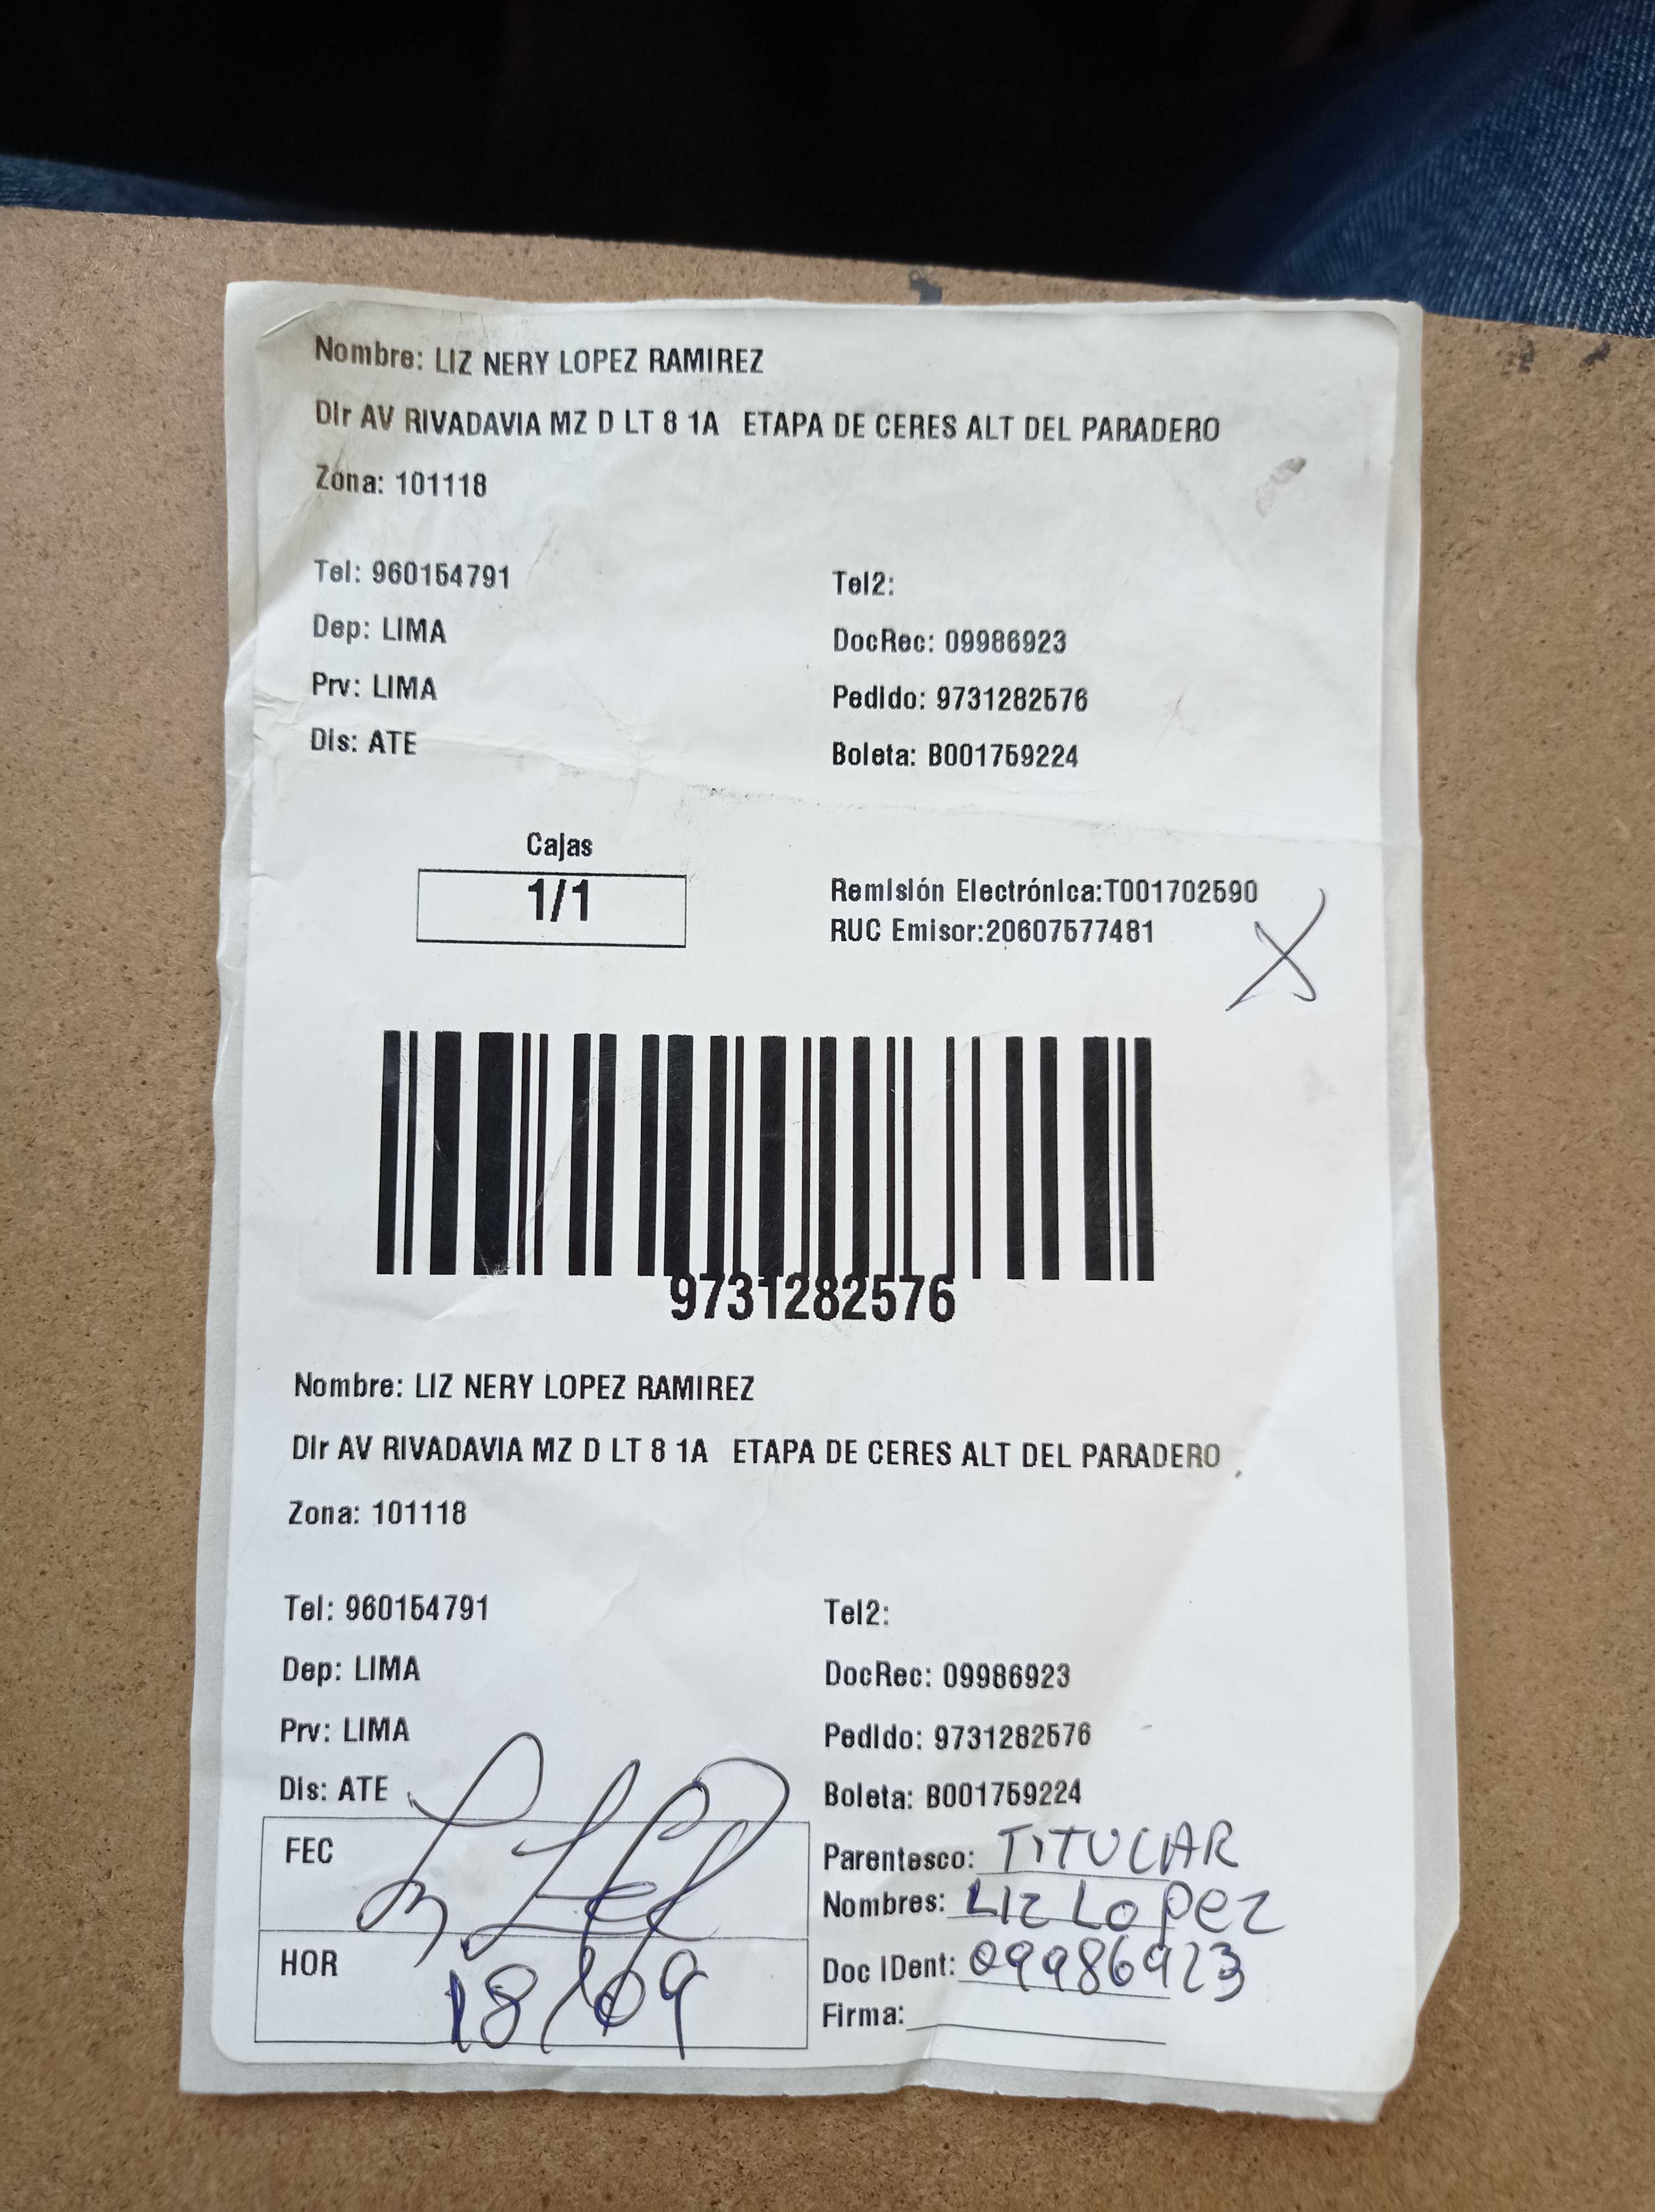 Nombre: LIZ NERY LOPEZ RAMIREZ
Dir AV RIVADAVIA MZ D LT 8 1A ETAPA DE CERES ALT DEL PARADERO
Zona: 101118
Tel: 960154791
Tel2:
Dep: LIMA
DocRec: 09986923
Prv: LIMA
Pedido: 9731282576
Dis: ATE
Boleta: B001759224
Cajas
1/1
Remisión Electrónica:T001702590
RUC Emisor:20607577481
X
9731282576
Nombre: LIZ NERY LOPEZ RAMIREZ
Dir AV RIVADAVIA MZ D LT 8 1A ETAPA DE CERES ALT DEL PARADERO
Zona: 101118
Tel: 960154791
Tel2:
Dep: LIMA
DocRec: 09986923
Prv: LIMA
Pedido: 9731282576
Dis: ATE
Boleta: B001759224
FEC
Parentesco: TITULAR
Nombres: LIZ LOPEZ
HOR 18/09
Doc IDent: 09986923
Firma: